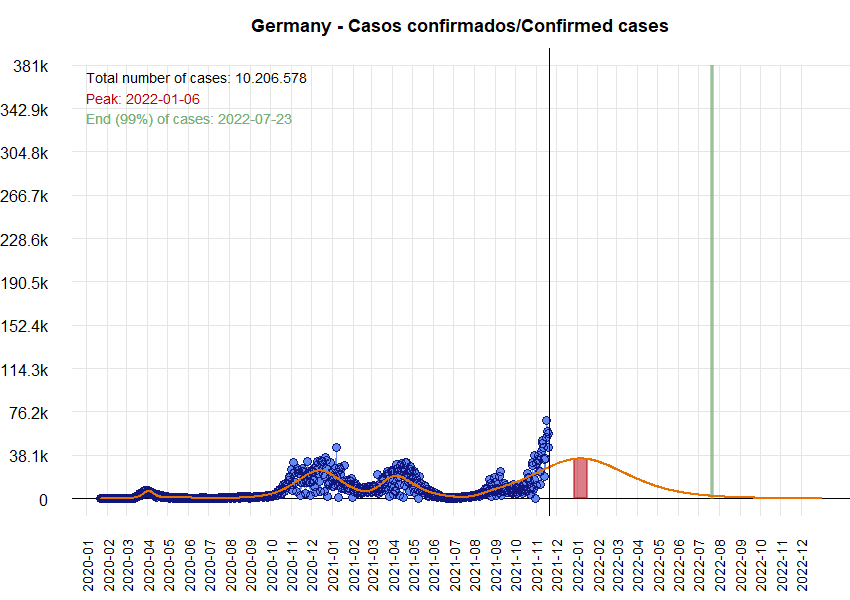 Germany - Casos confirmados/Confirmed cases
Total number of cases: 10.206.578
Peak: 2022-01-06
End (99%) of cases: 2022-07-23
381k
342.9k
304.8k
266.7k
228.6k
190.5k
152.4k
114.3k
76.2k
38.1k
0
2020-01
2020-02
2020-03
2020-04
2020-05
2020-06
2020-07
2020-08
2020-09
2020-10
2020-11
2020-12
2021-01
2021-02
2021-03
2021-04
2021-05
2021-06
2021-07
2021-08
2021-09
2021-10
2021-11
2021-12
2022-01
2022-02
2022-03
2022-04
2022-05
2022-06
2022-07
2022-08
2022-09
2022-10
2022-11
2022-12